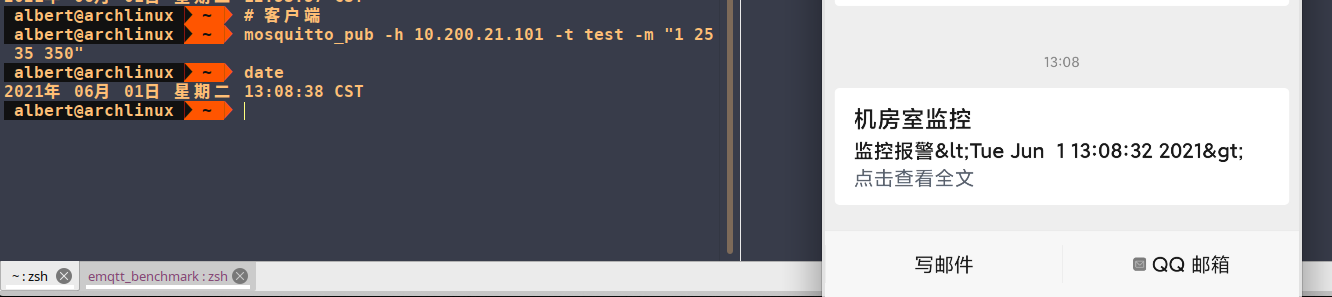 albert@archlinux ~ # 客户端
albert@archlinux ~ mosquitto_pub -h 10.200.21.101 -t test -m "1 25
35 350"
albert@archlinux ~ date
2021年 06月 01日 星期二 13:08:38 CST
albert@archlinux ~
~ : zsh
emqtt_benchmark : zsh
13:08
机房室监控
监控报警&lt;Tue Jun  1 13:08:32 2021&gt;
点击查看全文
写邮件
QQ 邮箱